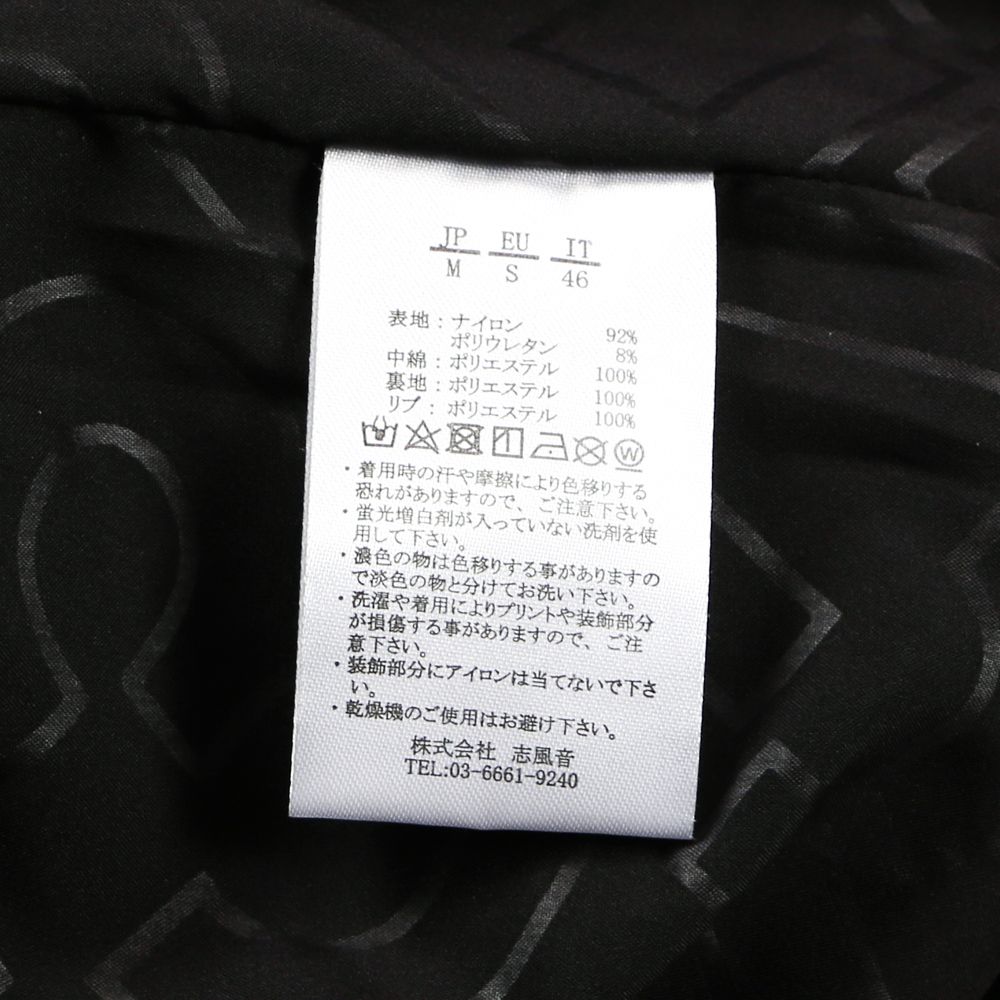 JP EU IT
M S 46
表地：ナイロン 92%
ポリウレタン 8%
中綿：ポリエステル 100%
裏地：ポリエステル 100%
リブ：ポリエステル 100%
W
・着用時の汗や摩擦により色移りする
恐れがありますので、ご注意下さい。
・蛍光増白剤が入っていない洗剤を使
用して下さい。
・濃色の物は色移りする事がありますの
で淡色の物と分けてお洗い下さい。
・洗濯や着用によりプリントや装飾部分
が損傷する事がありますので、ご注
意下さい。
・装飾部分にアイロンは当てないで下さ
い。
・乾燥機のご使用はお避け下さい。
株式会社 志風音
TEL:03-6661-9240